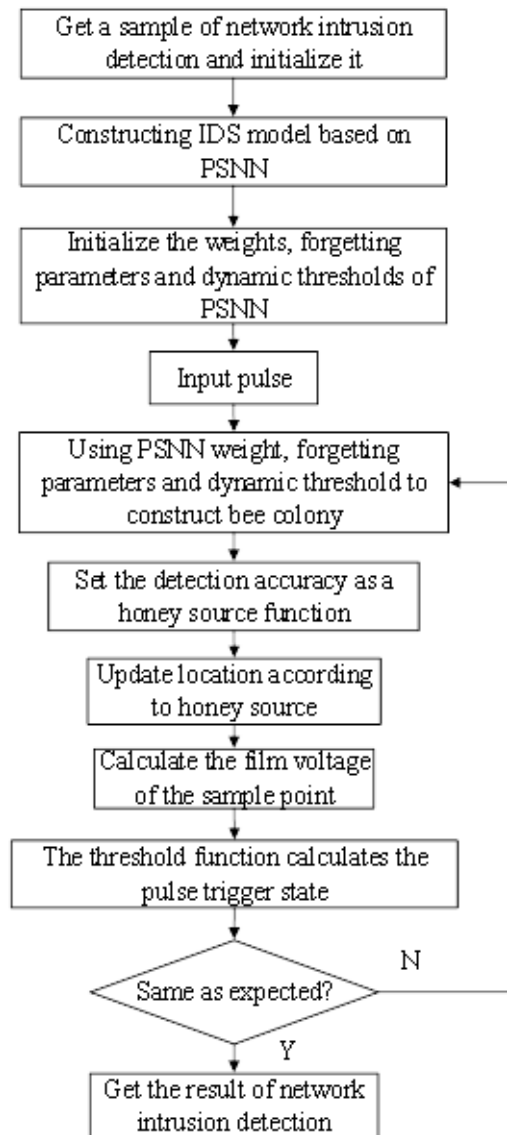 Get a sample of network intrusion
detection and initialize it
Constructing IDS model based on
PSNN
Initialize the weights, forgetting
parameters and dynamic thresholds of
PSNN
Input pulse
Using PSNN weight, forgetting
parameters and dynamic threshold to
construct bee colony
Set the detection accuracy as a
honey source function
Update location according
to honey source
Calculate the film voltage
of the sample point
The threshold function calculates the
pulse trigger state
Same as expected?
N
Y
Get the result of network
intrusion detection